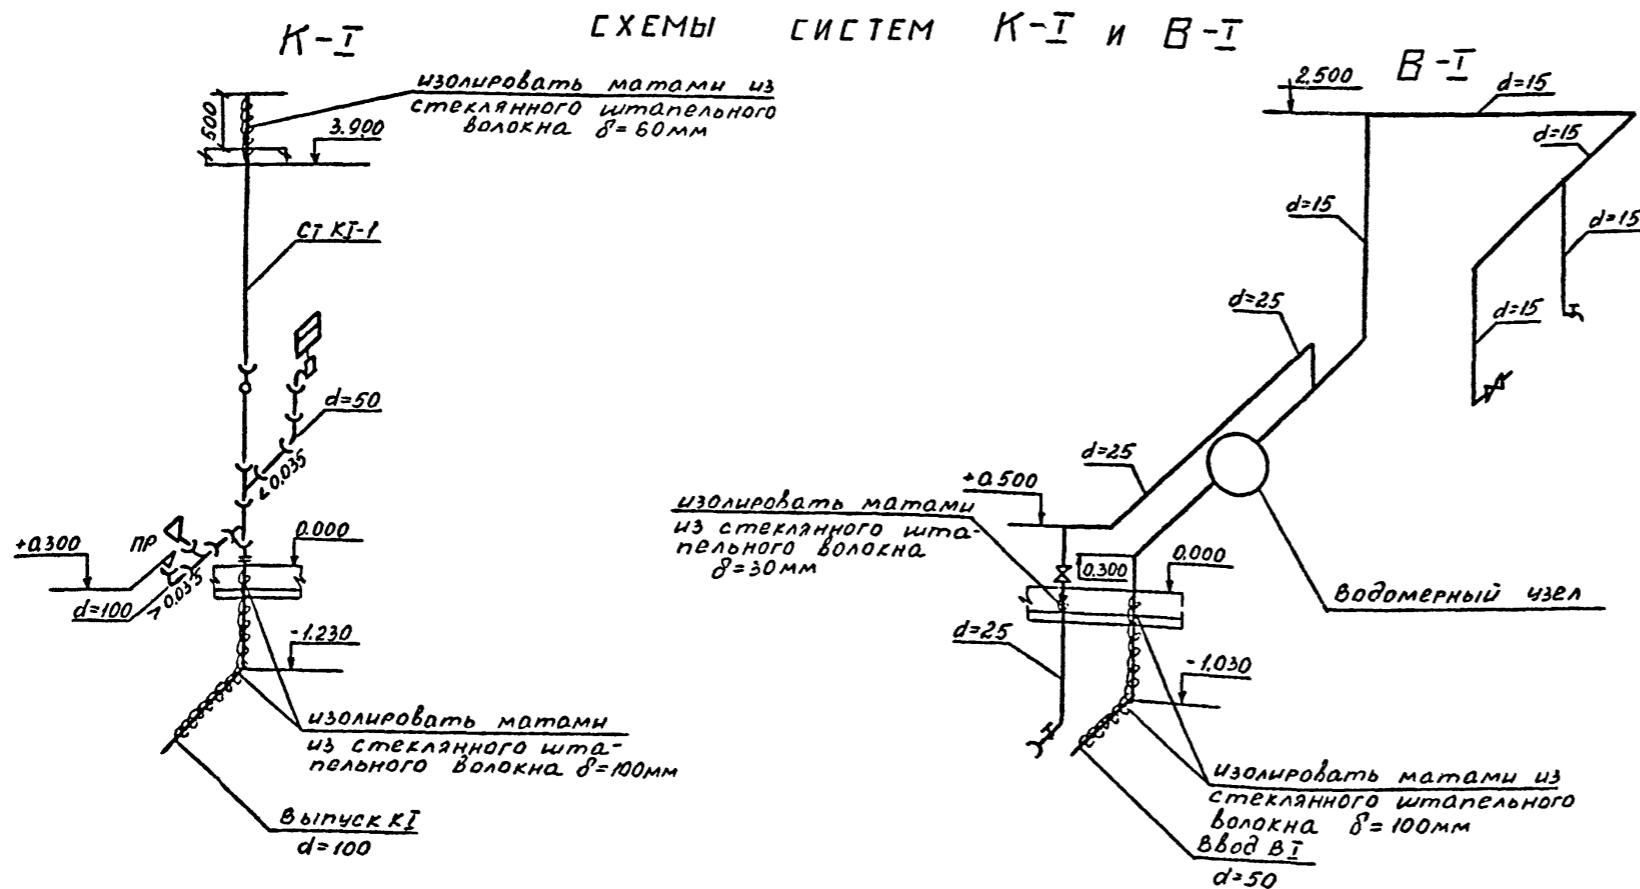 СХЕМЫ СИСТЕМ К-I и В-I
К-I
изолировать матами из
стеклянного штапельного
волокна δ=60мм
500
3.900
Ст КI-1
d=50
0.035
ПР
+0.300
0.000
d=100
0.035
-1.230
изолировать матами
из стеклянного шта-
пельного волокна δ=100мм
Выпуск КI
d=100
В-I
2.500
d=15
d=15
d=15
d=15
d=15
d=25
d=25
+0.500
изолировать матами
из стеклянного шта-
пельного волокна
δ=30мм
0.300
0.000
Водомерный узел
d=25
-1.030
изолировать матами из
стеклянного штапельного
волокна δ=100мм
Ввод ВI
d=50